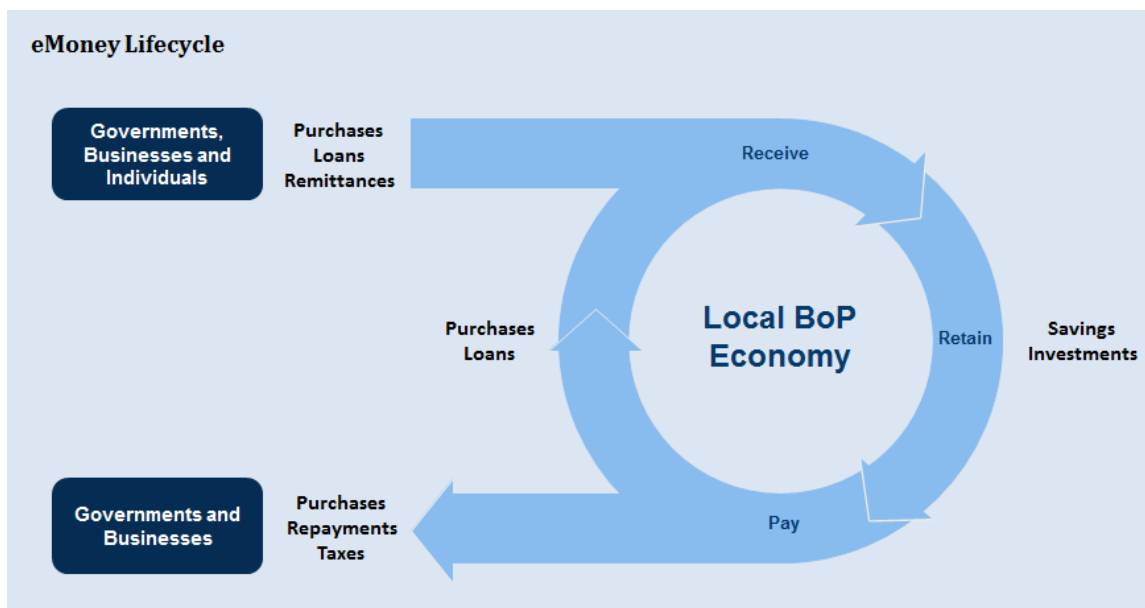 eMoney Lifecycle
Governments,
Businesses and
Individuals
Purchases
Loans
Remittances
Receive
Local BoP
Economy
Purchases
Loans
Retain
Savings
Investments
Governments and
Businesses
Purchases
Repayments
Taxes
Pay